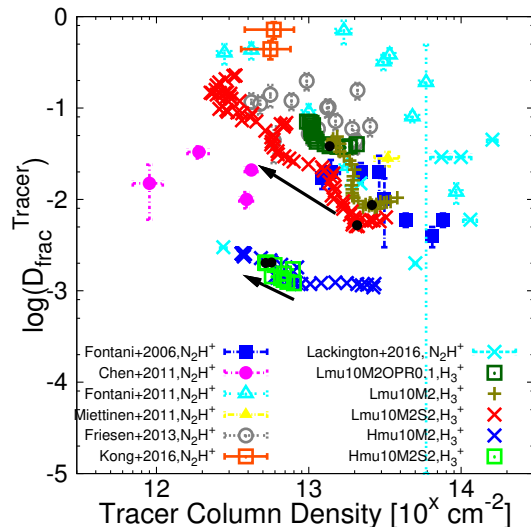 log(D_frac^Tracer)
0
-1
-2
-3
-4
-5
Fontani+2006,N₂H⁺
Chen+2011,N₂H⁺
Fontani+2011,N₂H⁺
Miettinen+2011,N₂H⁺
Friesen+2013,N₂H⁺
Kong+2016,N₂H⁺
Lackington+2016, N₂H⁺
Lmu10M2OPR0.1,H₃⁺
Lmu10M2,H₃⁺
Lmu10M2S2,H₃⁺
Hmu10M2,H₃⁺
Hmu10M2S2,H₃⁺
12 13 14
Tracer Column Density [10ˣ cm⁻²]